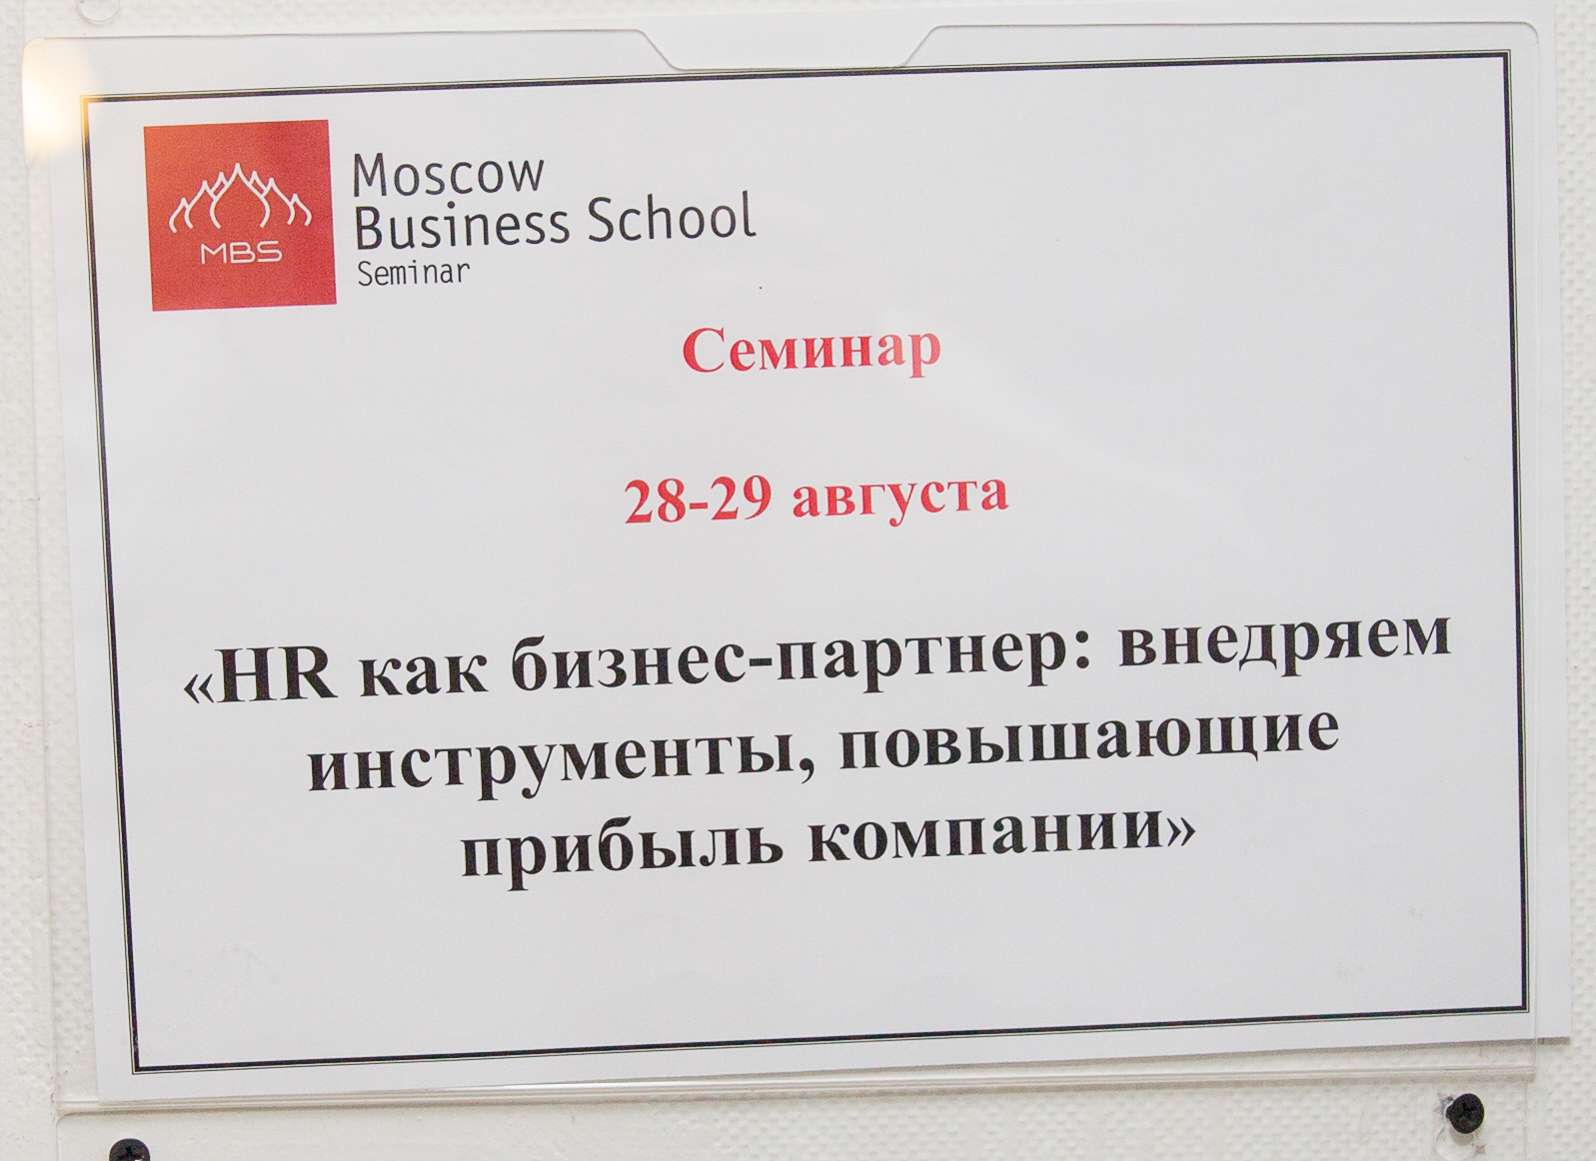 MBS
Moscow
Business School
Seminar
Семинар
28-29 августа
«HR как бизнес-партнер: внедряем
инструменты, повышающие
прибыль компании»